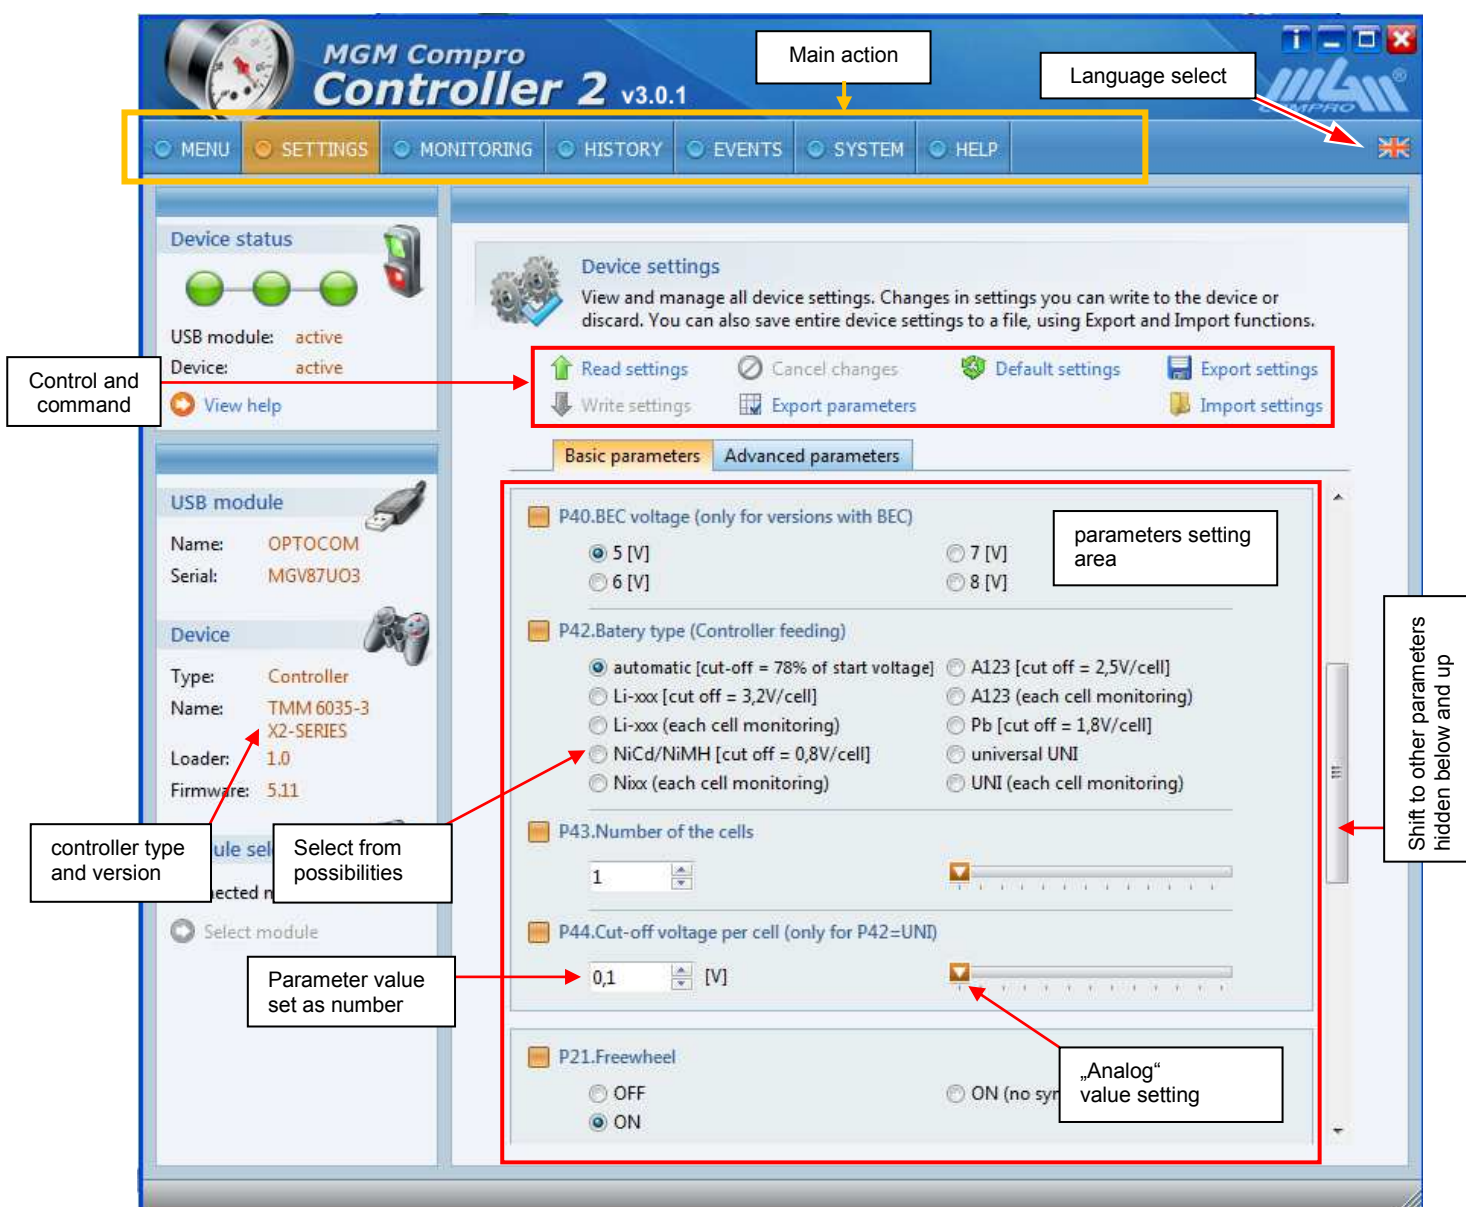 MGM Compro
Controller 2 v3.0.1
Main action
Language select
COMPRO
®
MENU
SETTINGS
MONITORING
HISTORY
EVENTS
SYSTEM
HELP
Device status
USB module: active
Device: active
View help
Control and
command
USB module
Name: OPTOCOM
Serial: MGV87UO3
Device
Type: Controller
Name: TMM 6035-3
X2-SERIES
Loader: 1.0
Firmware: 5.11
controller type
and version
Select module
Device settings
View and manage all device settings. Changes in settings you can write to the device or
discard. You can also save entire device settings to a file, using Export and Import functions.
Read settings
Cancel changes
Default settings
Export settings
Write settings
Export parameters
Import settings
Basic parameters
Advanced parameters
P40.BEC voltage (only for versions with BEC)
5 [V]
7 [V]
6 [V]
8 [V]
parameters setting
area
P42.Batery type (Controller feeding)
automatic [cut-off = 78% of start voltage]
A123 [cut off = 2,5V/cell]
Li-xxx [cut off = 3,2V/cell]
A123 (each cell monitoring)
Li-xxx (each cell monitoring)
Pb [cut off = 1,8V/cell]
NiCd/NiMH [cut off = 0,8V/cell]
universal UNI
Nixx (each cell monitoring)
UNI (each cell monitoring)
Select from
possibilities
P43.Number of the cells
1
P44.Cut-off voltage per cell (only for P42=UNI)
0,1 [V]
Parameter value
set as number
P21.Freewheel
OFF
ON (no syn
ON
„Analog“
value setting
Shift to other parameters
hidden below and up